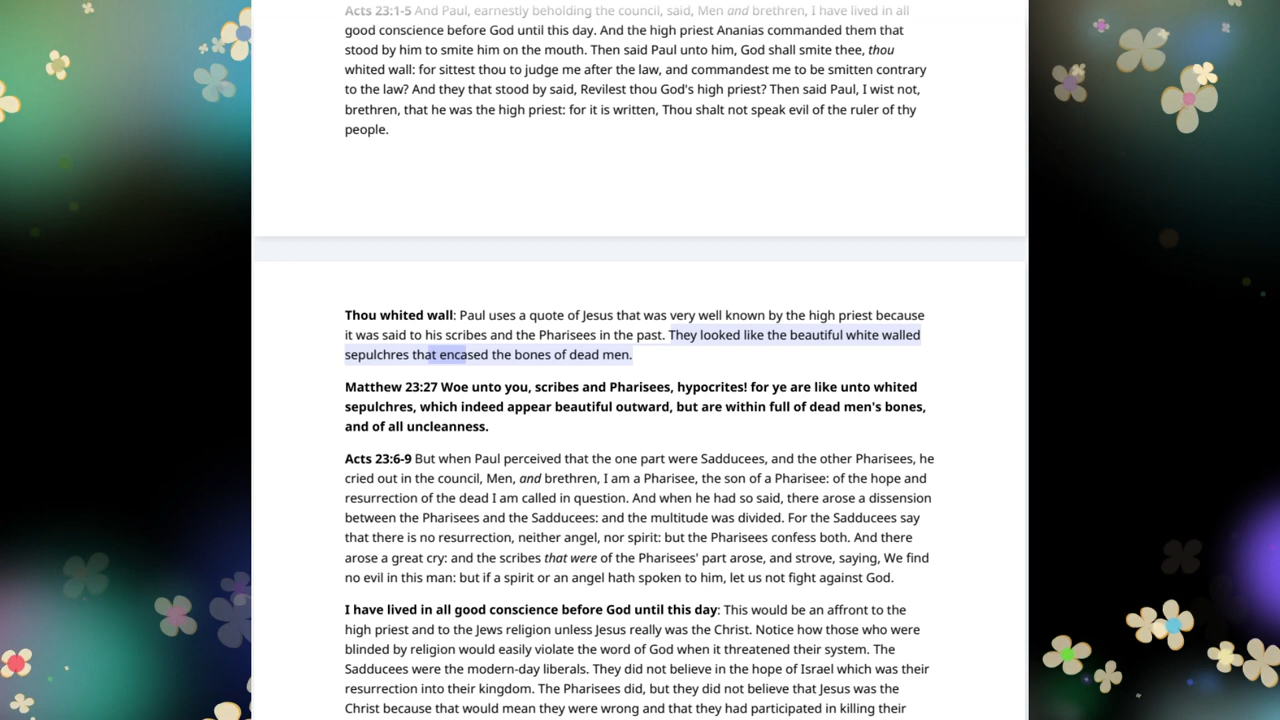 Acts 23:1-5 And Paul, earnestly beholding the council, said, Men and brethren, I have lived in all
good conscience before God until this day. And the high priest Ananias commanded them that
stood by him to smite him on the mouth. Then said Paul unto him, God shall smite thee, thou
whited wall: for sittest thou to judge me after the law, and commandest me to be smitten contrary
to the law? And they that stood by said, Revilest thou God's high priest? Then said Paul, I wist not,
brethren, that he was the high priest: for it is written, Thou shalt not speak evil of the ruler of thy
people.
Thou whited wall: Paul uses a quote of Jesus that was very well known by the high priest because
it was said to his scribes and the Pharisees in the past. They looked like the beautiful white walled
sepulchres that encased the bones of dead men.
Matthew 23:27 Woe unto you, scribes and Pharisees, hypocrites! for ye are like unto whited
sepulchres, which indeed appear beautiful outward, but are within full of dead men's bones,
and of all uncleanness.
Acts 23:6-9 But when Paul perceived that the one part were Sadducees, and the other Pharisees, he
cried out in the council, Men, and brethren, I am a Pharisee, the son of a Pharisee: of the hope and
resurrection of the dead I am called in question. And when he had so said, there arose a dissension
between the Pharisees and the Sadducees: and the multitude was divided. For the Sadducees say
that there is no resurrection, neither angel, nor spirit: but the Pharisees confess both. And there
arose a great cry: and the scribes that were of the Pharisees' part arose, and strove, saying, We find
no evil in this man: but if a spirit or an angel hath spoken to him, let us not fight against God.
I have lived in all good conscience before God until this day: This would be an affront to the
high priest and to the Jews religion unless Jesus really was the Christ. Notice how those who were
blinded by religion would easily violate the word of God when it threatened their system. The
Sadducees were the modern-day liberals. They did not believe in the hope of Israel which was their
resurrection into their kingdom. The Pharisees did, but they did not believe that Jesus was the
Christ because that would mean they were wrong and that they had participated in killing their